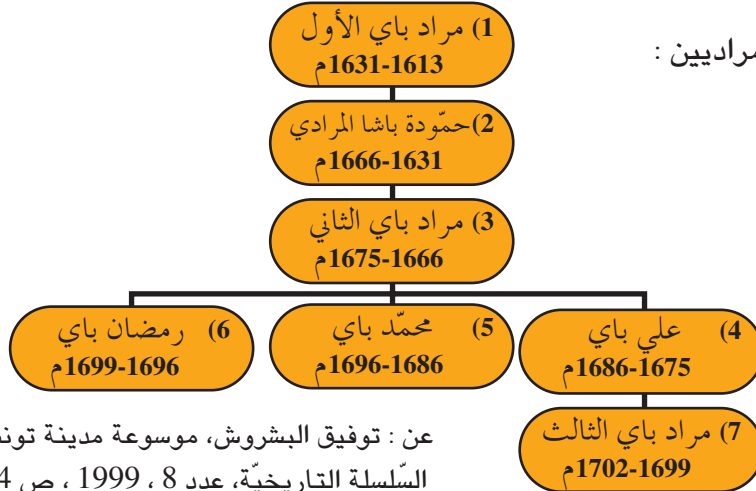 مراديين :
1) مراد باي الأول
1631-1613م
2) حمّودة باشا المرادي
1666-1631م
3) مراد باي الثاني
1675-1666م
4) علي باي
1686-1675م
5) محمّد باي
1696-1686م
6) رمضان باي
1699-1696م
7) مراد باي الثالث
1702-1699م
عن : توفيق البشروش، موسوعة مدينة
السّلسلة التاريخيّة، عدد 8 ، 1999 ، ص